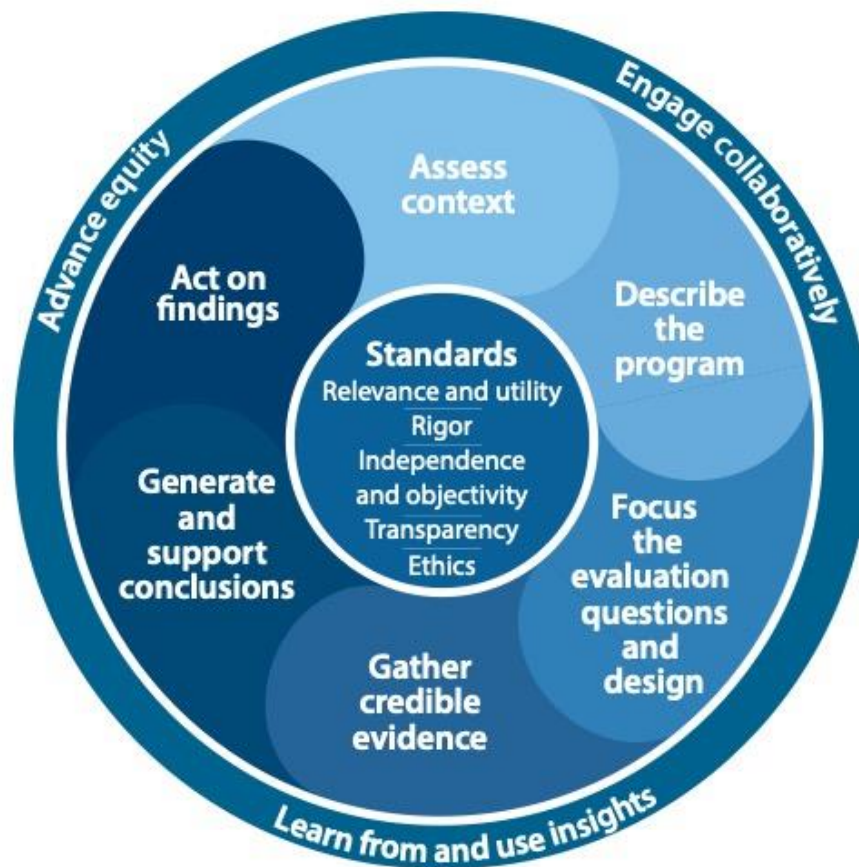 Advance equity
Engage collaboratively
Assess
context
Describe
the
program
Focus
the
evaluation
questions
and
design
Gather
credible
evidence
Generate
and
support
conclusions
Act on
findings
Standards
Relevance and utility
Rigor
Independence
and objectivity
Transparency
Ethics
Learn from and use insights